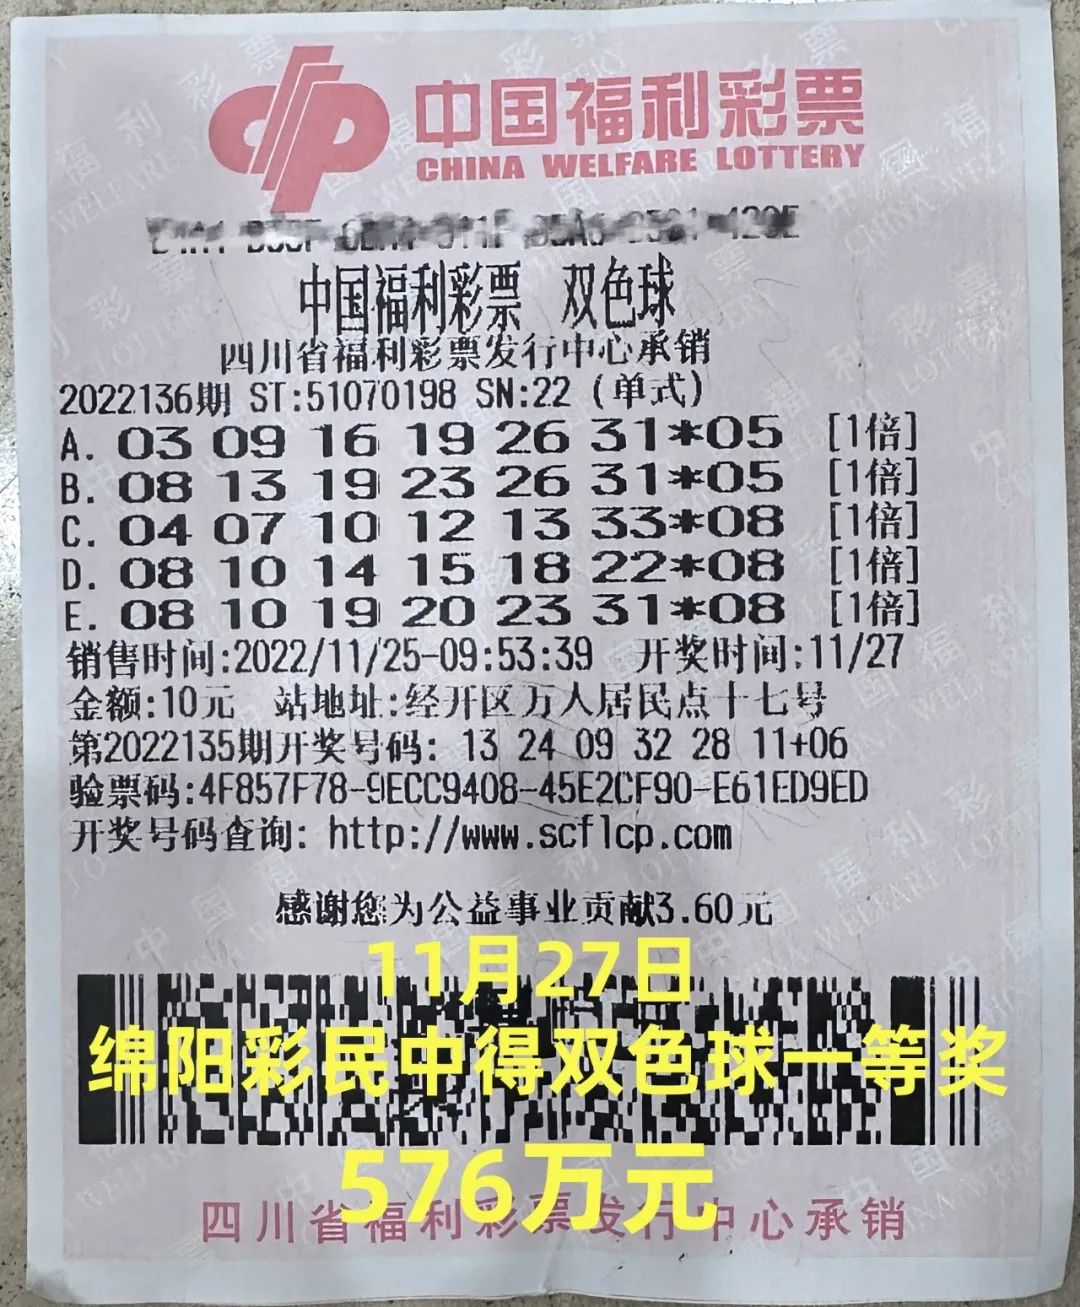 中国福利彩票
CHINA WELFARE LOTTERY
中国福利彩票 双色球
四川省福利彩票发行中心承销
2022136期 ST:51070198 SN:22 (单式)
A. 03 09 16 19 26 31*05 [1倍]
B. 08 13 19 23 26 31*05 [1倍]
C. 04 07 10 12 13 33*08 [1倍]
D. 08 10 14 15 18 22*08 [1倍]
E. 08 10 19 20 23 31*08 [1倍]
销售时间:2022/11/25-09:53:39 开奖时间:11/27
金额:10元 站地址:经开区万人居民点十七号
第2022135期开奖号码: 13 24 09 32 28 11+06
验票码:4F857F78-9ECC9408-45E2CF90-E61ED9ED
开奖号码查询: http://www.scflcp.com
感谢您为公益事业贡献3.60元
11月27日
绵阳彩民中得双色球一等奖
576万元
四川省福利彩票发行中心承销